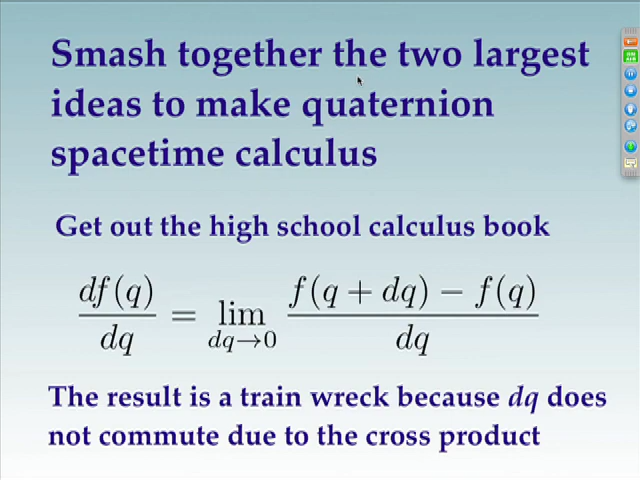 Smash together the two largest
ideas to make quaternion
spacetime calculus
Get out the high school calculus book
df(q)/dq = lim dq→0 f(q + dq) − f(q)/dq
The result is a train wreck because dq does
not commute due to the cross product